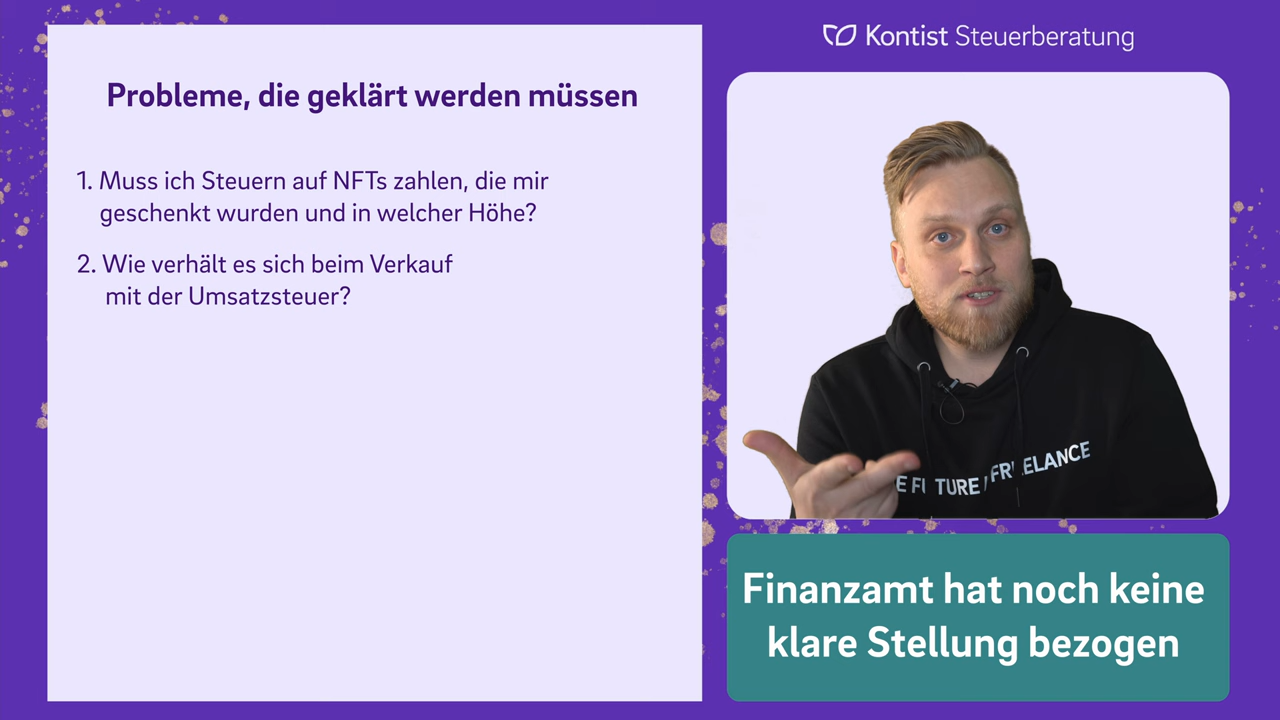 Probleme, die geklärt werden müssen
1. Muss ich Steuern auf NFTs zahlen, die mir
geschenkt wurden und in welcher Höhe?
2. Wie verhält es sich beim Verkauf
mit der Umsatzsteuer?
Kontist Steuerberatung
FREELANCE
Finanzamt hat noch keine
klare Stellung bezogen